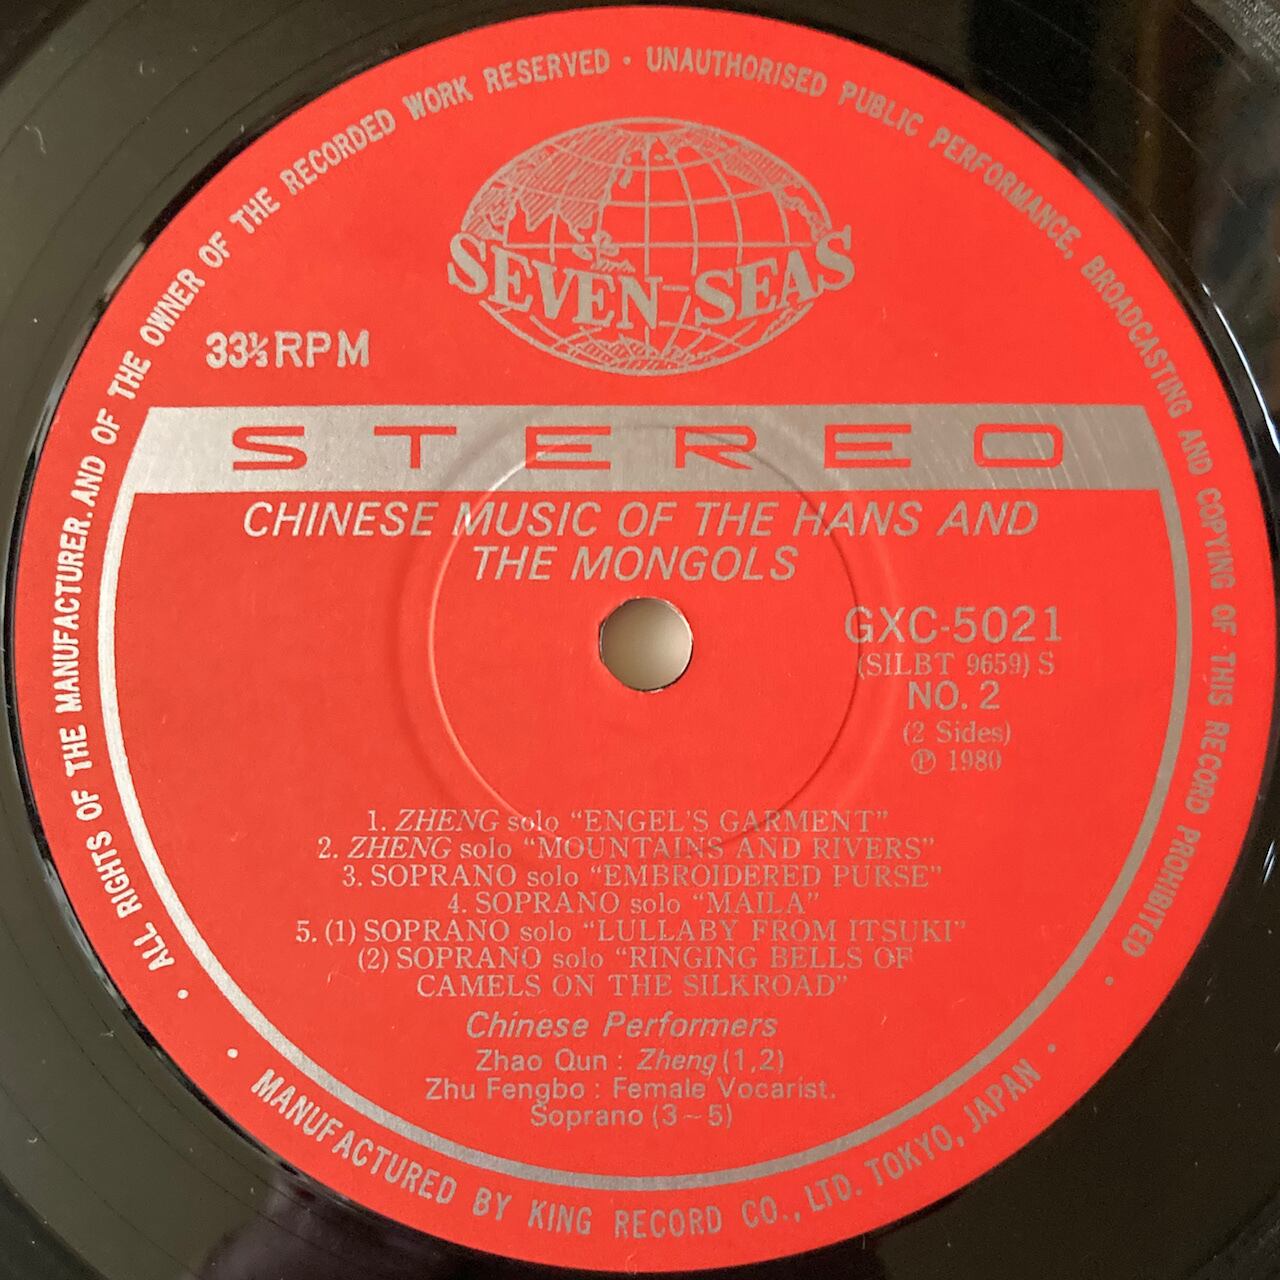 ALL RIGHTS OF THE MANUFACTURER, AND OF THE OWNER OF THE RECORDED WORK RESERVED · UNAUTHORISED PUBLIC PERFORMANCE, BROADCASTING AND COPYING OF THIS RECORD PROHIBITED
SEVEN SEAS
33⅓RPM
STEREO
CHINESE MUSIC OF THE HANS AND
THE MONGOLS
GXC-5021
(SILBT 9659) S
NO. 2
(2 Sides)
℗ 1980
1. ZHENG solo “ENGEL'S GARMENT”
2. ZHENG solo “MOUNTAINS AND RIVERS”
3. SOPRANO solo “EMBROIDERED PURSE”
4. SOPRANO solo “MAILA”
5. (1) SOPRANO solo “LULLABY FROM ITSUKI”
(2) SOPRANO solo “RINGING BELLS OF
CAMELS ON THE SILKROAD”
Chinese Performers
Zhao Qun : Zheng (1,2)
Zhu Fengbo : Female Vocarist.
Soprano (3~5)
· MANUFACTURED BY KING RECORD CO., LTD. TOKYO, JAPAN ·